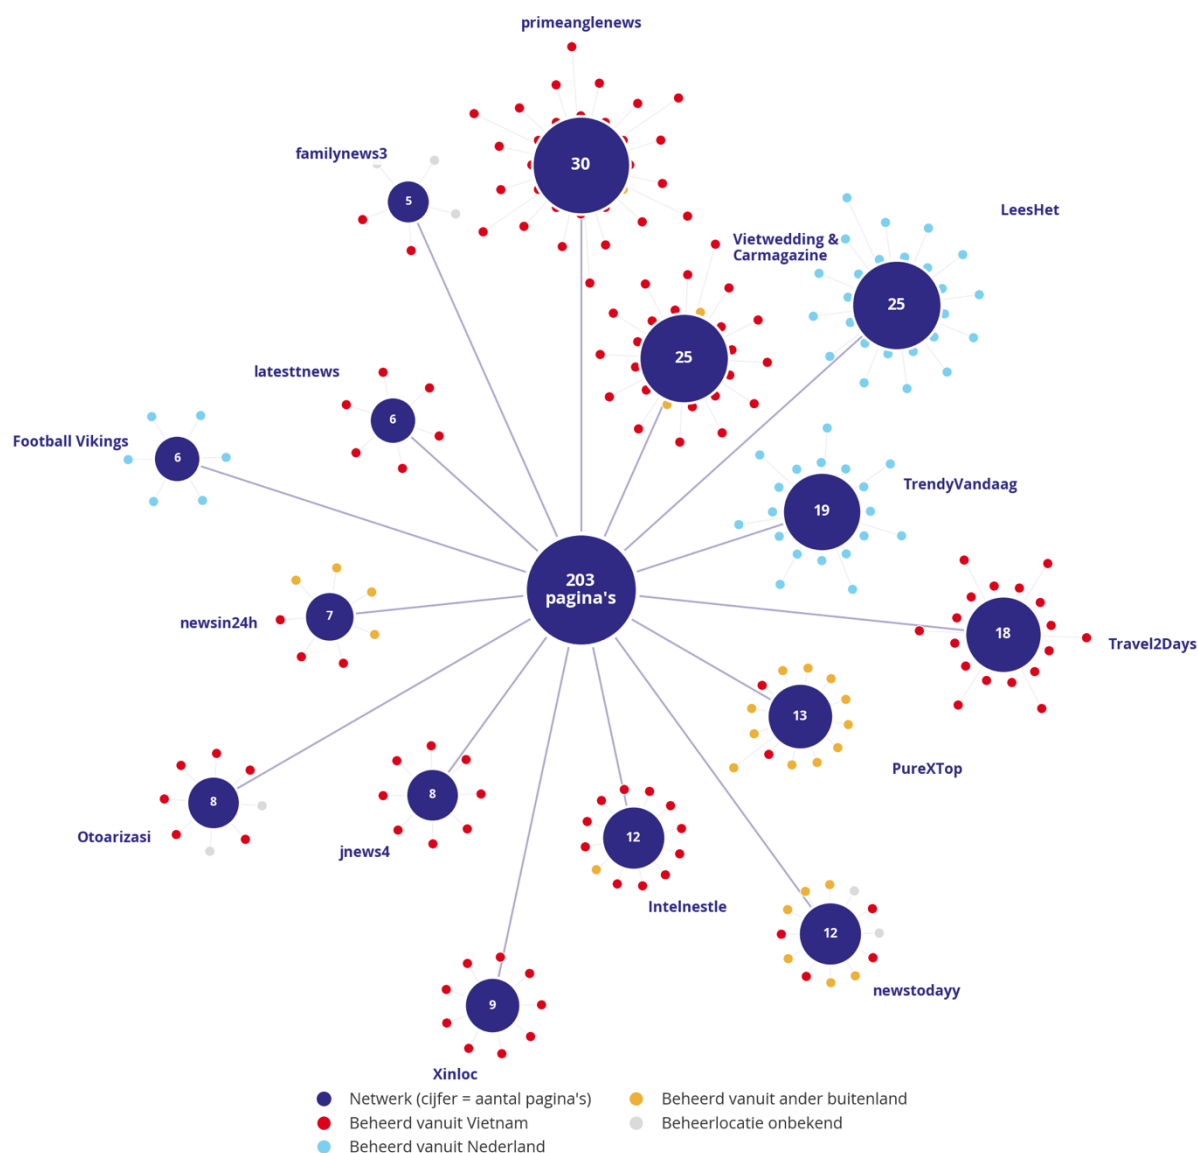 primeanglenews
30
familynews3
5
LeesHet
Vietwedding &
Carmagazine
25
25
latesttnews
6
Football Vikings
6
TrendyVandaag
19
203
pagina's
newsin24h
7
18
Travel2Days
13
PureXTop
8
Otoarizasi
8
jnews4
12
Intelnestle
12
newstodayy
9
Xinloc
Netwerk (cijfer = aantal pagina's)
Beheerd vanuit Vietnam
Beheerd vanuit Nederland
Beheerd vanuit ander buitenland
Beheerlocatie onbekend